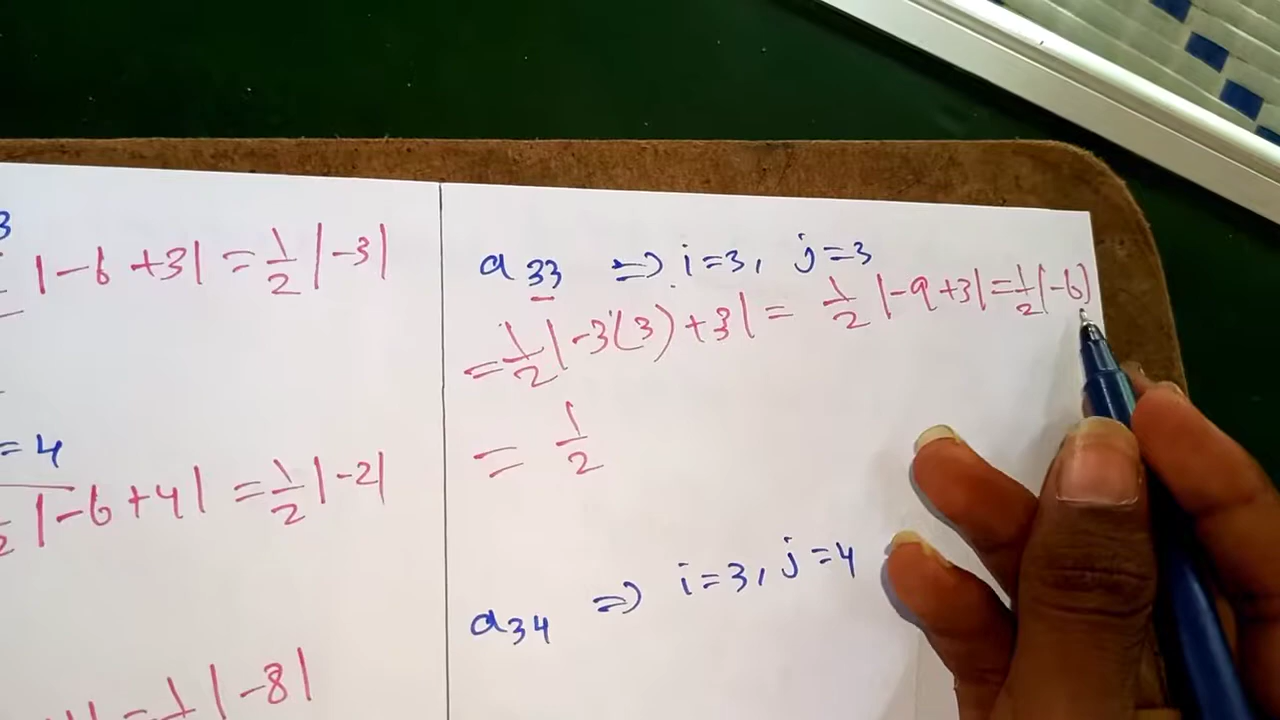 3
|-6+3| = 1/2 |-3|
=4
|-6+4| = 1/2 |-2|
|-8|
a33 ⇒ i=3, j=3
= 1/2 |-3(3)+3| = 1/2 |-9+3| = 1/2 |-6|
= 1/2
a34 ⇒ i=3, j=4